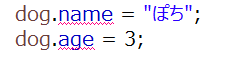 dog.name = "ぽち";
dog.age = 3;